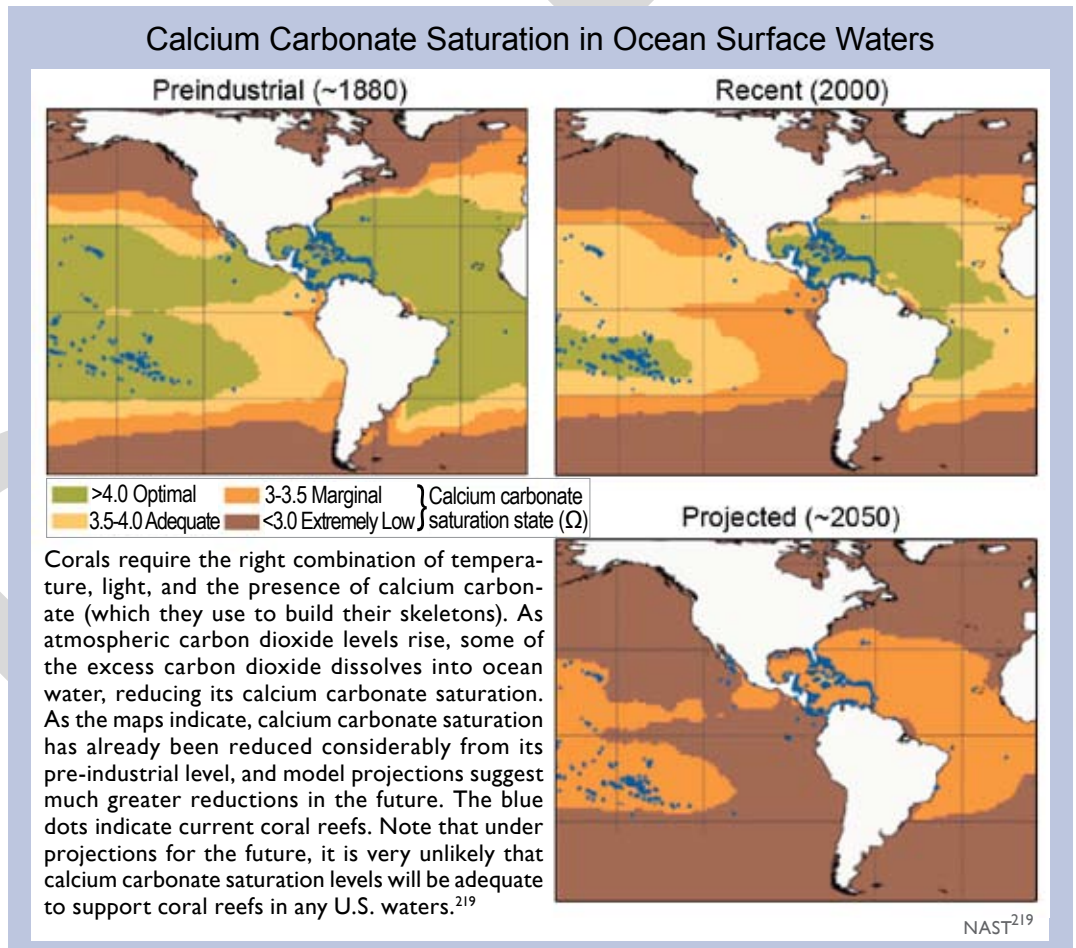 Calcium Carbonate Saturation in Ocean Surface Waters
Preindustrial (~1880)
Recent (2000)
>4.0 Optimal
3-3.5 Marginal
3.5-4.0 Adequate
<3.0 Extremely Low
} Calcium carbonate
saturation state (Ω)
Projected (~2050)
Corals require the right combination of tempera-
ture, light, and the presence of calcium carbon-
ate (which they use to build their skeletons). As
atmospheric carbon dioxide levels rise, some of
the excess carbon dioxide dissolves into ocean
water, reducing its calcium carbonate saturation.
As the maps indicate, calcium carbonate saturation
has already been reduced considerably from its
pre-industrial level, and model projections suggest
much greater reductions in the future. The blue
dots indicate current coral reefs. Note that under
projections for the future, it is very unlikely that
calcium carbonate saturation levels will be adequate
to support coral reefs in any U.S. waters.219
NAST219